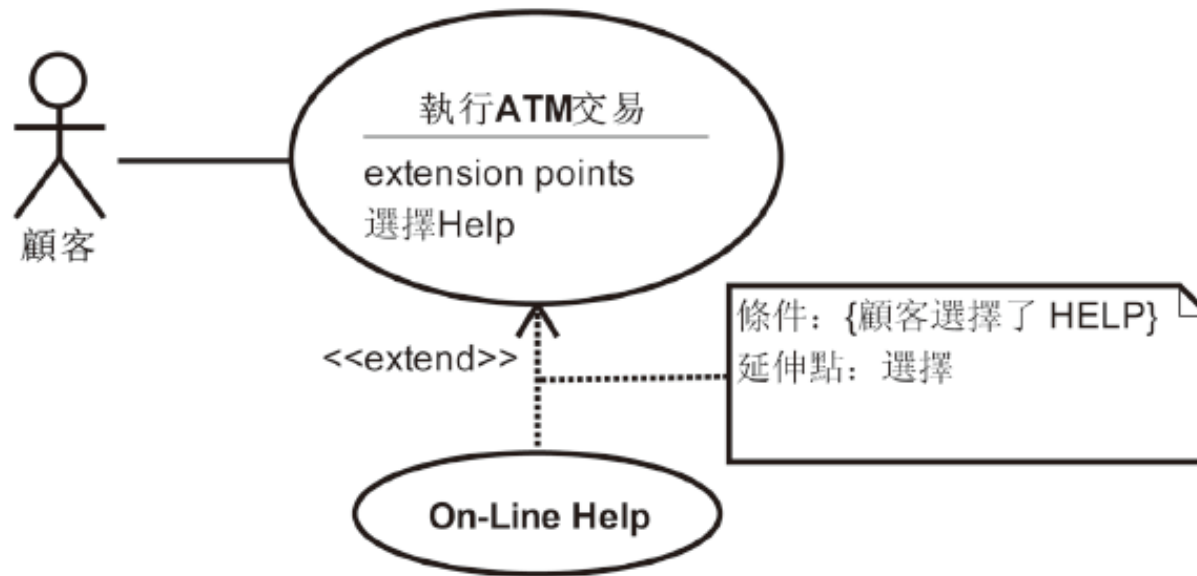 執行ATM交易
extension points
選擇Help
顧客
條件：{顧客選擇了 HELP}
延伸點：選擇
<<extend>>
On-Line Help